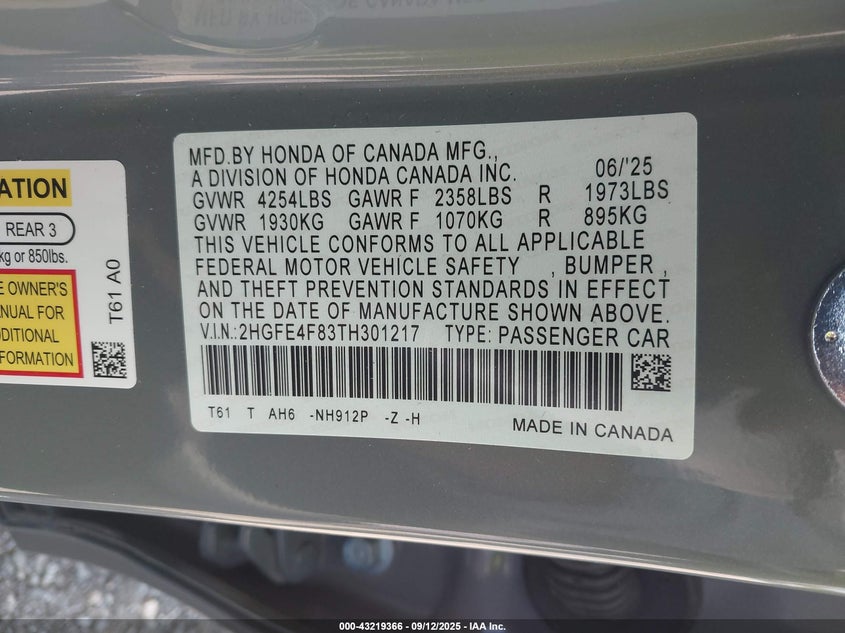 ATION
REAR 3
kg or 850lbs.
E OWNER'S
NUAL FOR
DDITIONAL
FORMATION
T61 A0
MFD.BY HONDA OF CANADA MFG.,
A DIVISION OF HONDA CANADA INC. 06/'25
GVWR 4254LBS GAWR F 2358LBS R 1973LBS
GVWR 1930KG GAWR F 1070KG R 895KG
THIS VEHICLE CONFORMS TO ALL APPLICABLE
FEDERAL MOTOR VEHICLE SAFETY , BUMPER ,
AND THEFT PREVENTION STANDARDS IN EFFECT
ON THE DATE OF MANUFACTURE SHOWN ABOVE.
V.I.N.:2HGFE4F83TH301217 TYPE: PASSENGER CAR
T61 T AH6 -NH912P -Z -H
MADE IN CANADA
000-43219366 - 09/12/2025 - IAA Inc.